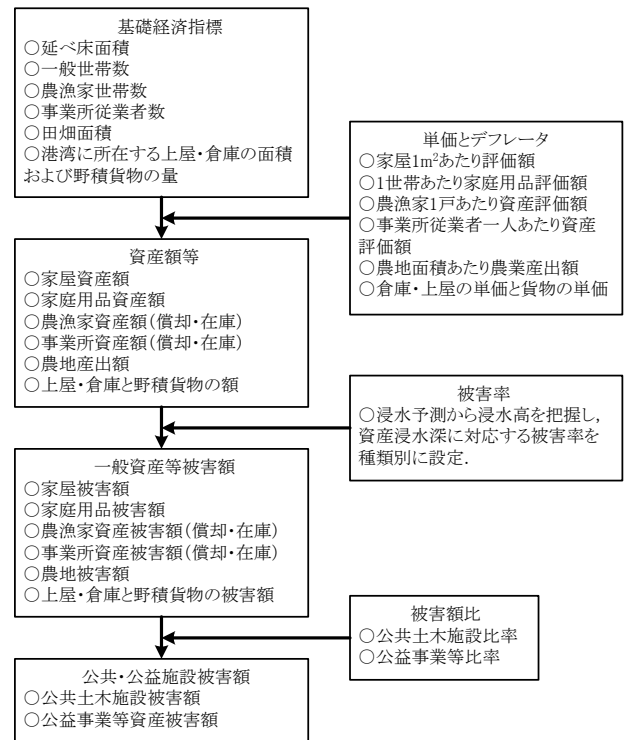 基礎経済指標
○延べ床面積
○一般世帯数
○農漁家世帯数
○事業所従業者数
○田畑面積
○港湾に所在する上屋・倉庫の面積
および野積貨物の量
単価とデフレータ
○家屋1m²あたり評価額
○1世帯あたり家庭用品評価額
○農漁家1戸あたり資産評価額
○事業所従業者一人あたり資産
評価額
○農地面積あたり農業産出額
○倉庫・上屋の単価と貨物の単価
資産額等
○家屋資産額
○家庭用品資産額
○農漁家資産額(償却・在庫)
○事業所資産額(償却・在庫)
○農地産出額
○上屋・倉庫と野積貨物の額
被害率
○浸水予測から浸水高を把握し,
資産浸水深に対応する被害率を
種類別に設定.
一般資産等被害額
○家屋被害額
○家庭用品被害額
○農漁家資産被害額(償却・在庫)
○事業所資産被害額(償却・在庫)
○農地被害額
○上屋・倉庫と野積貨物の被害額
被害額比
○公共土木施設比率
○公益事業等比率
公共・公益施設被害額
○公共土木施設被害額
○公益事業等資産被害額